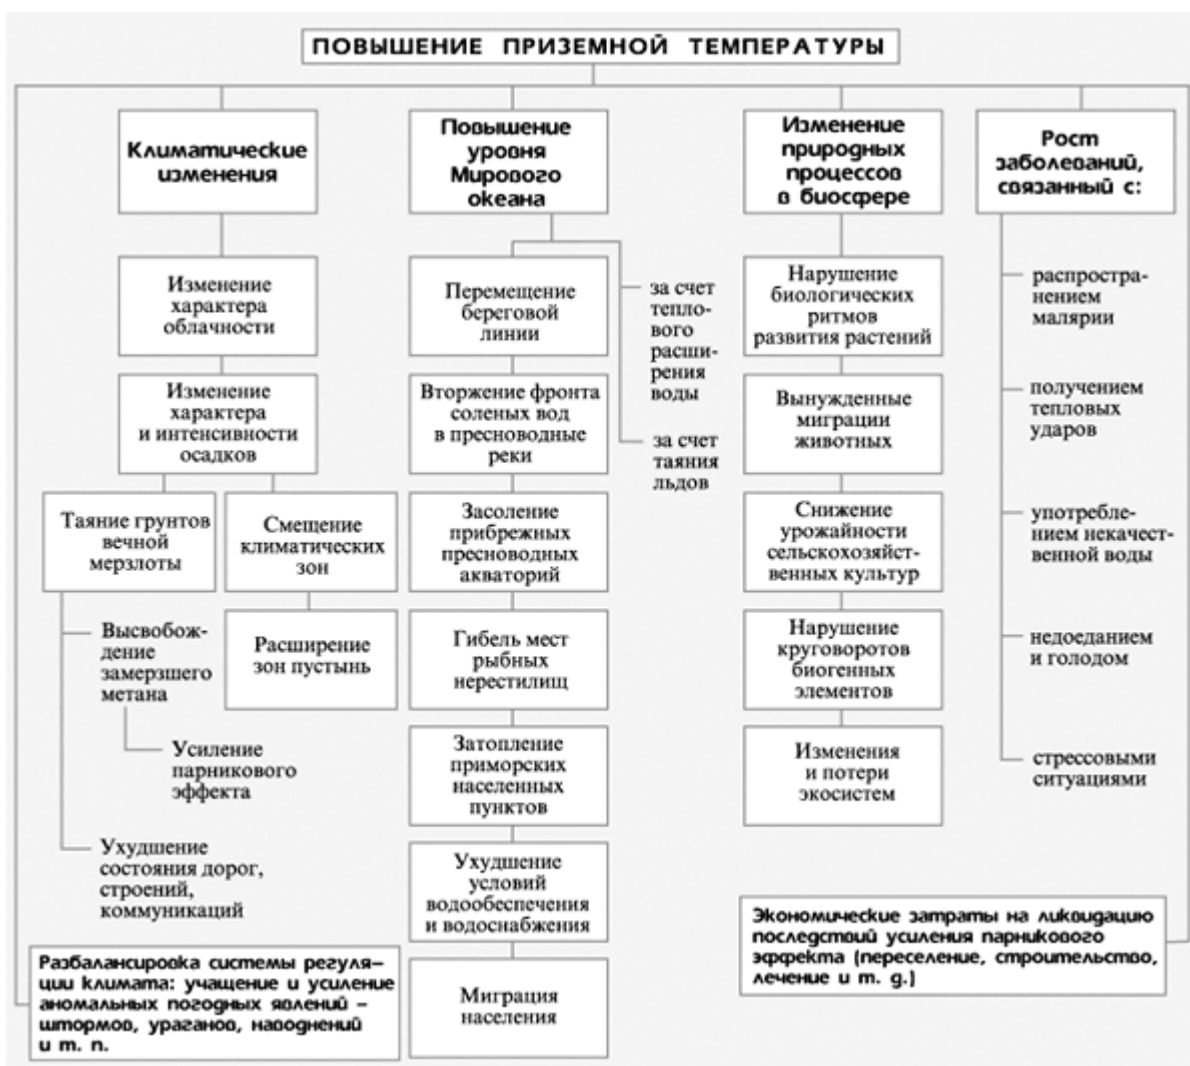 ПОВЫШЕНИЕ ПРИЗЕМНОЙ ТЕМПЕРАТУРЫ
Климатические
изменения
Изменение
характера
облачности
Изменение
характера
и интенсивности
осадков
Таяние грунтов
вечной
мерзлоты
Высвобож-
дение
замерзшего
метана
Усиление
парникового
эффекта
Ухудшение
состояния дорог,
строений,
коммуникаций
Смещение
климатических
зон
Расширение
зон пустынь
Повышение
уровня
Мирового
океана
Перемещение
береговой
линии
Вторжение фронта
соленых вод
в пресноводные
реки
Засоление
прибрежных
пресноводных
акваторий
Гибель мест
рыбных
нерестилищ
Затопление
приморских
населенных
пунктов
Ухудшение
условий
водообеспечения
и водоснабжения
Миграция
населения
за счет
тепло-
вого
расши-
рения
воды
за счет
таяния
льдов
Изменение
природных
процессов
в биосфере
Нарушение
биологических
ритмов
развития растений
Вынужденные
миграции
животных
Снижение
урожайности
сельскохозяйст-
венных культур
Нарушение
круговоротов
биогенных
элементов
Изменения
и потери
экосистем
Рост
заболеваний,
связанный с:
распростра-
нением
малярии
получением
тепловых
ударов
употребле-
нием некачест-
венной воды
недоеданием
и голодом
стрессовыми
ситуациями
Разбалансировка системы регуля-
ции климата: учащение и усиление
аномальных погодных явлений –
штормов, ураганов, наводнений
и т. п.
Экономические затраты на ликвидацию
последствий усиления парникового
эффекта (переселение, строительство,
лечение и т. д.)